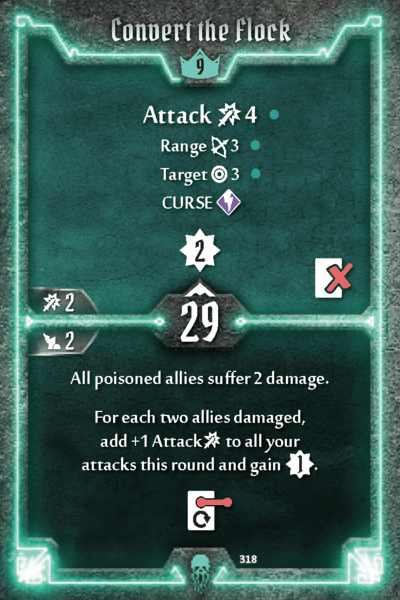 Convert the Flock
9
Attack 4
Range 3
Target 3
CURSE
2
2
29
2
All poisoned allies suffer 2 damage.
For each two allies damaged,
add +1 Attack to all your
attacks this round and gain 1.
318